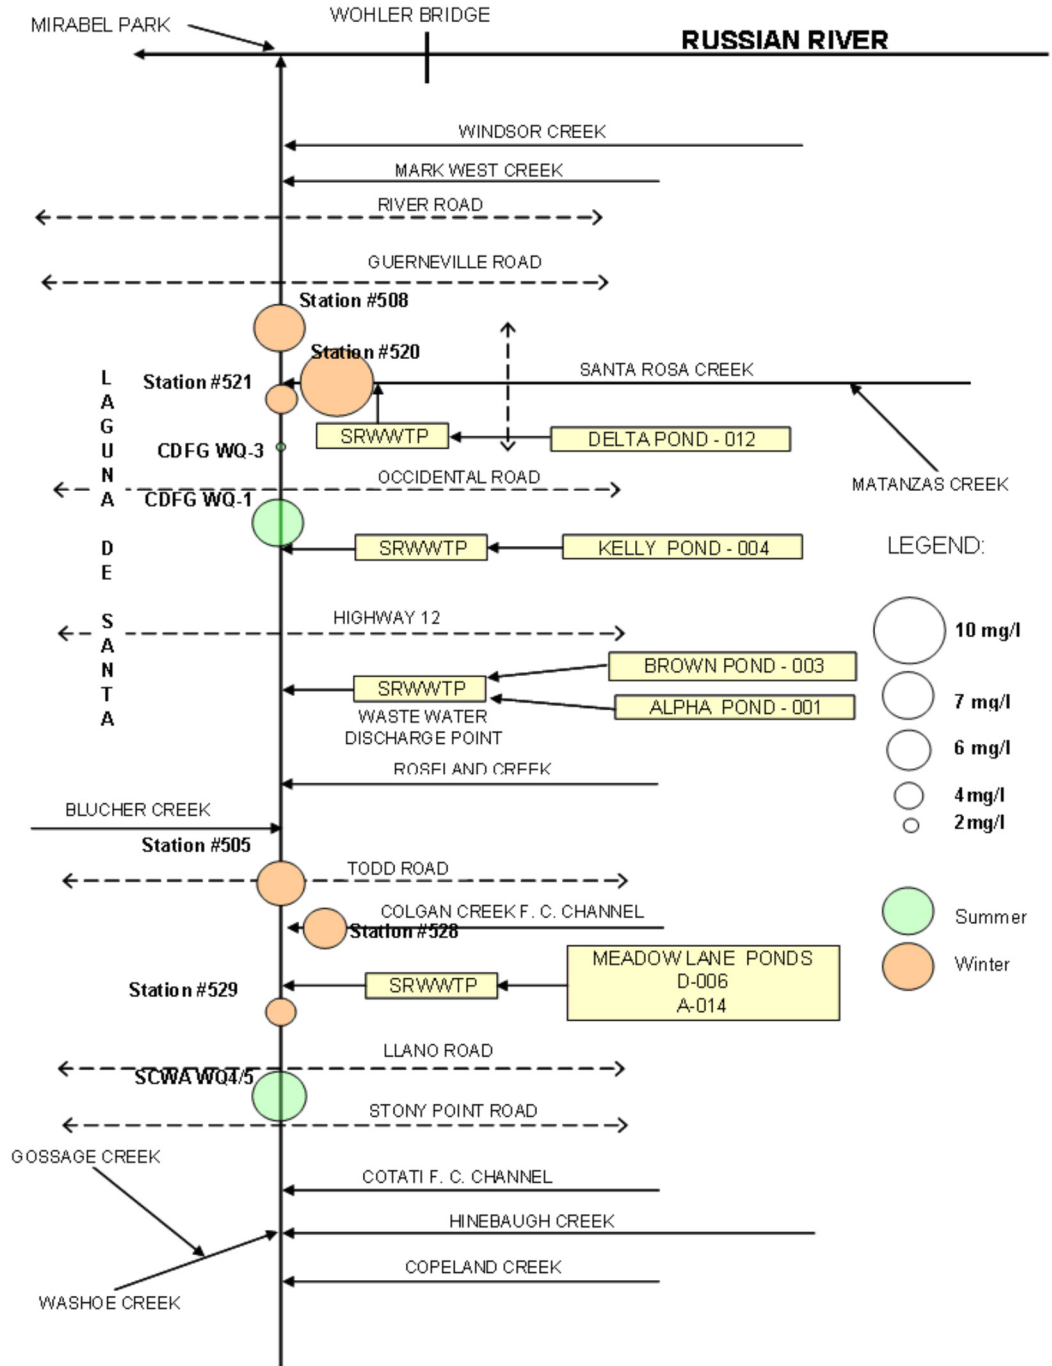 MIRABEL PARK
WOHLER BRIDGE
RUSSIAN RIVER
WINDSOR CREEK
MARK WEST CREEK
RIVER ROAD
GUERNEVILLE ROAD
Station #508
Station #520
SANTA ROSA CREEK
Station #521
SRWWTP
DELTA POND - 012
CDFG WQ-3
OCCIDENTAL ROAD
MATANZAS CREEK
CDFG WQ-1
SRWWTP
KELLY POND - 004
LAGUNA
DE
SANTA
HIGHWAY 12
BROWN POND - 003
SRWWTP
ALPHA POND - 001
WASTE WATER
DISCHARGE POINT
ROSELAND CREEK
BLUCHER CREEK
Station #505
TODD ROAD
COLGAN CREEK F. C. CHANNEL
Station #528
MEADOW LANE PONDS
D-006
A-014
SRWWTP
Station #529
LLANO ROAD
SCWA WQ4/5
STONY POINT ROAD
GOSSAGE CREEK
COTATI F. C. CHANNEL
HINEBAUGH CREEK
COPELAND CREEK
WASHOE CREEK
LEGEND:
10 mg/l
7 mg/l
6 mg/l
4 mg/l
2 mg/l
Summer
Winter